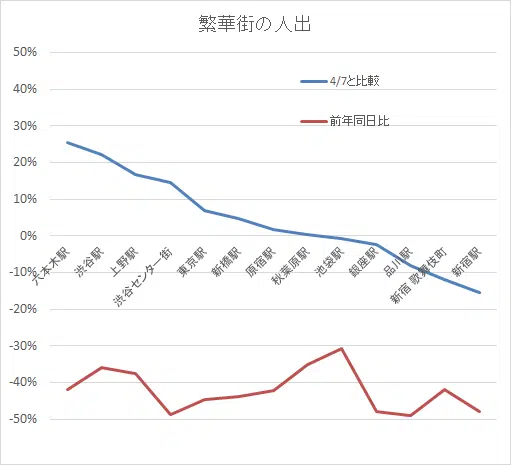 繁華街の人出
50%
40%
30%
20%
10%
0%
-10%
-20%
-30%
-40%
-50%
4/7と比較
前年同日比
六本木駅
渋谷駅
上野駅
渋谷センター街
東京駅
新橋駅
原宿駅
秋葉原駅
池袋駅
銀座駅
品川駅
新宿 歌舞伎町
新宿駅